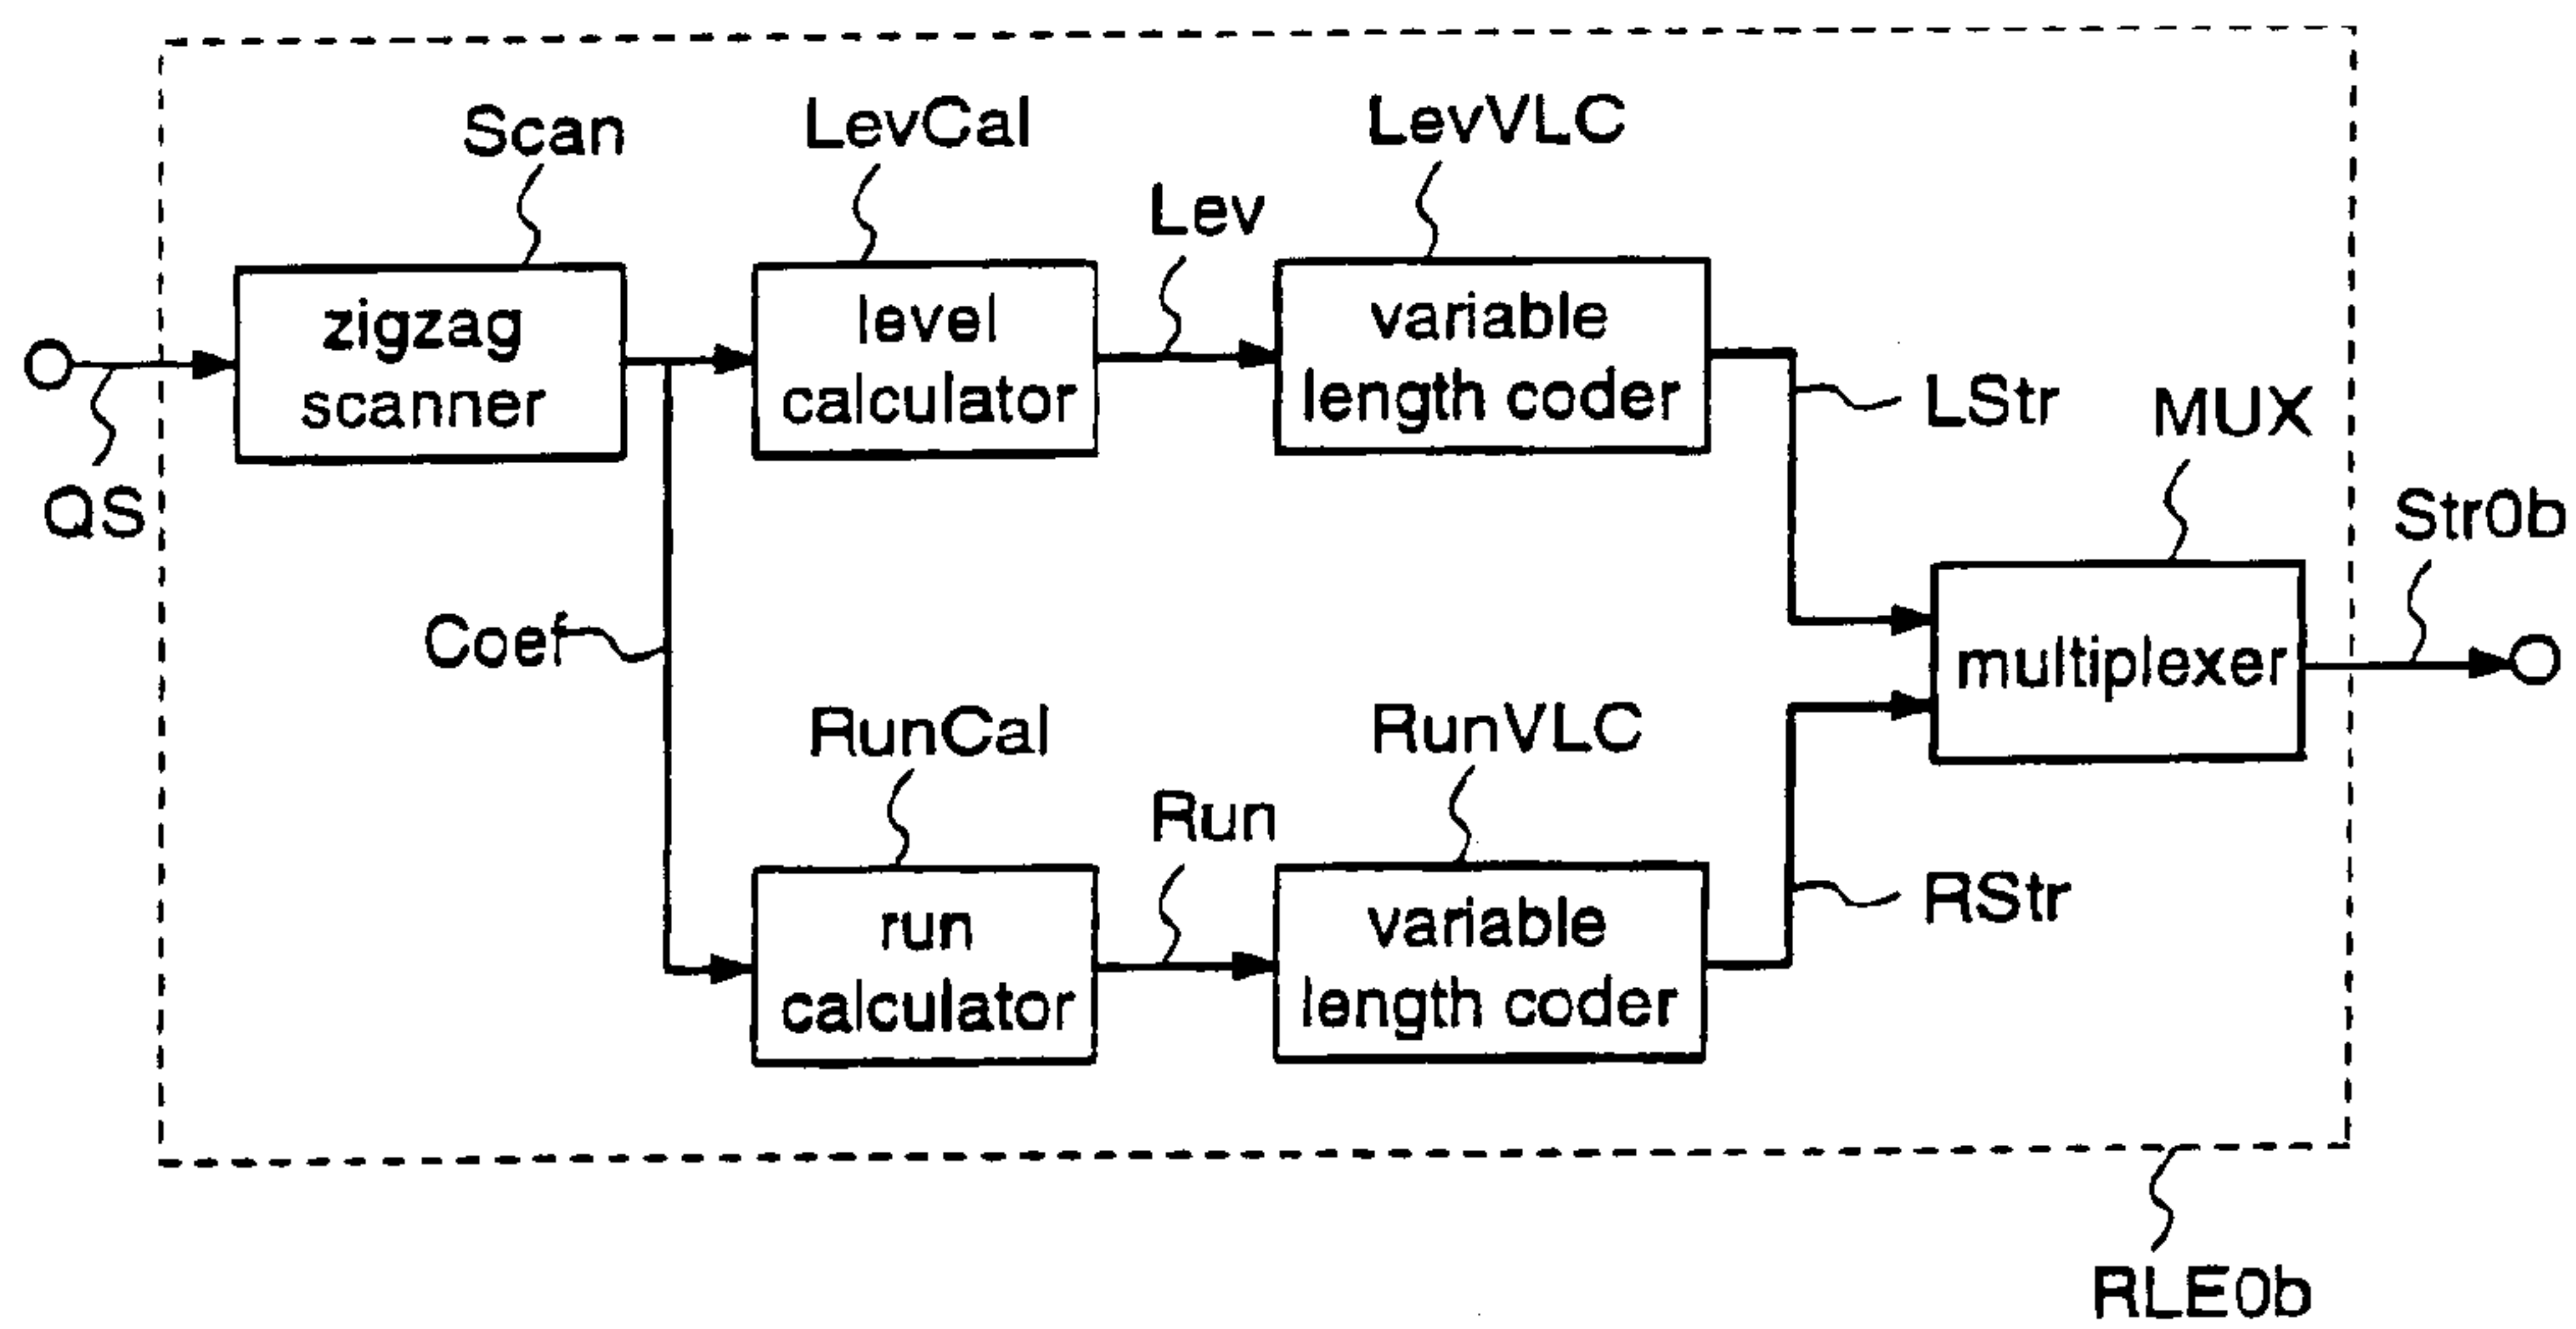 Scan
LevCal
LevVLC
Lev
zigzag
scanner
level
calculator
variable
length coder
LStr
MUX
QS
Str0b
Coef
multiplexer
RunCal
RunVLC
Run
RStr
run
calculator
variable
length coder
RLE0b